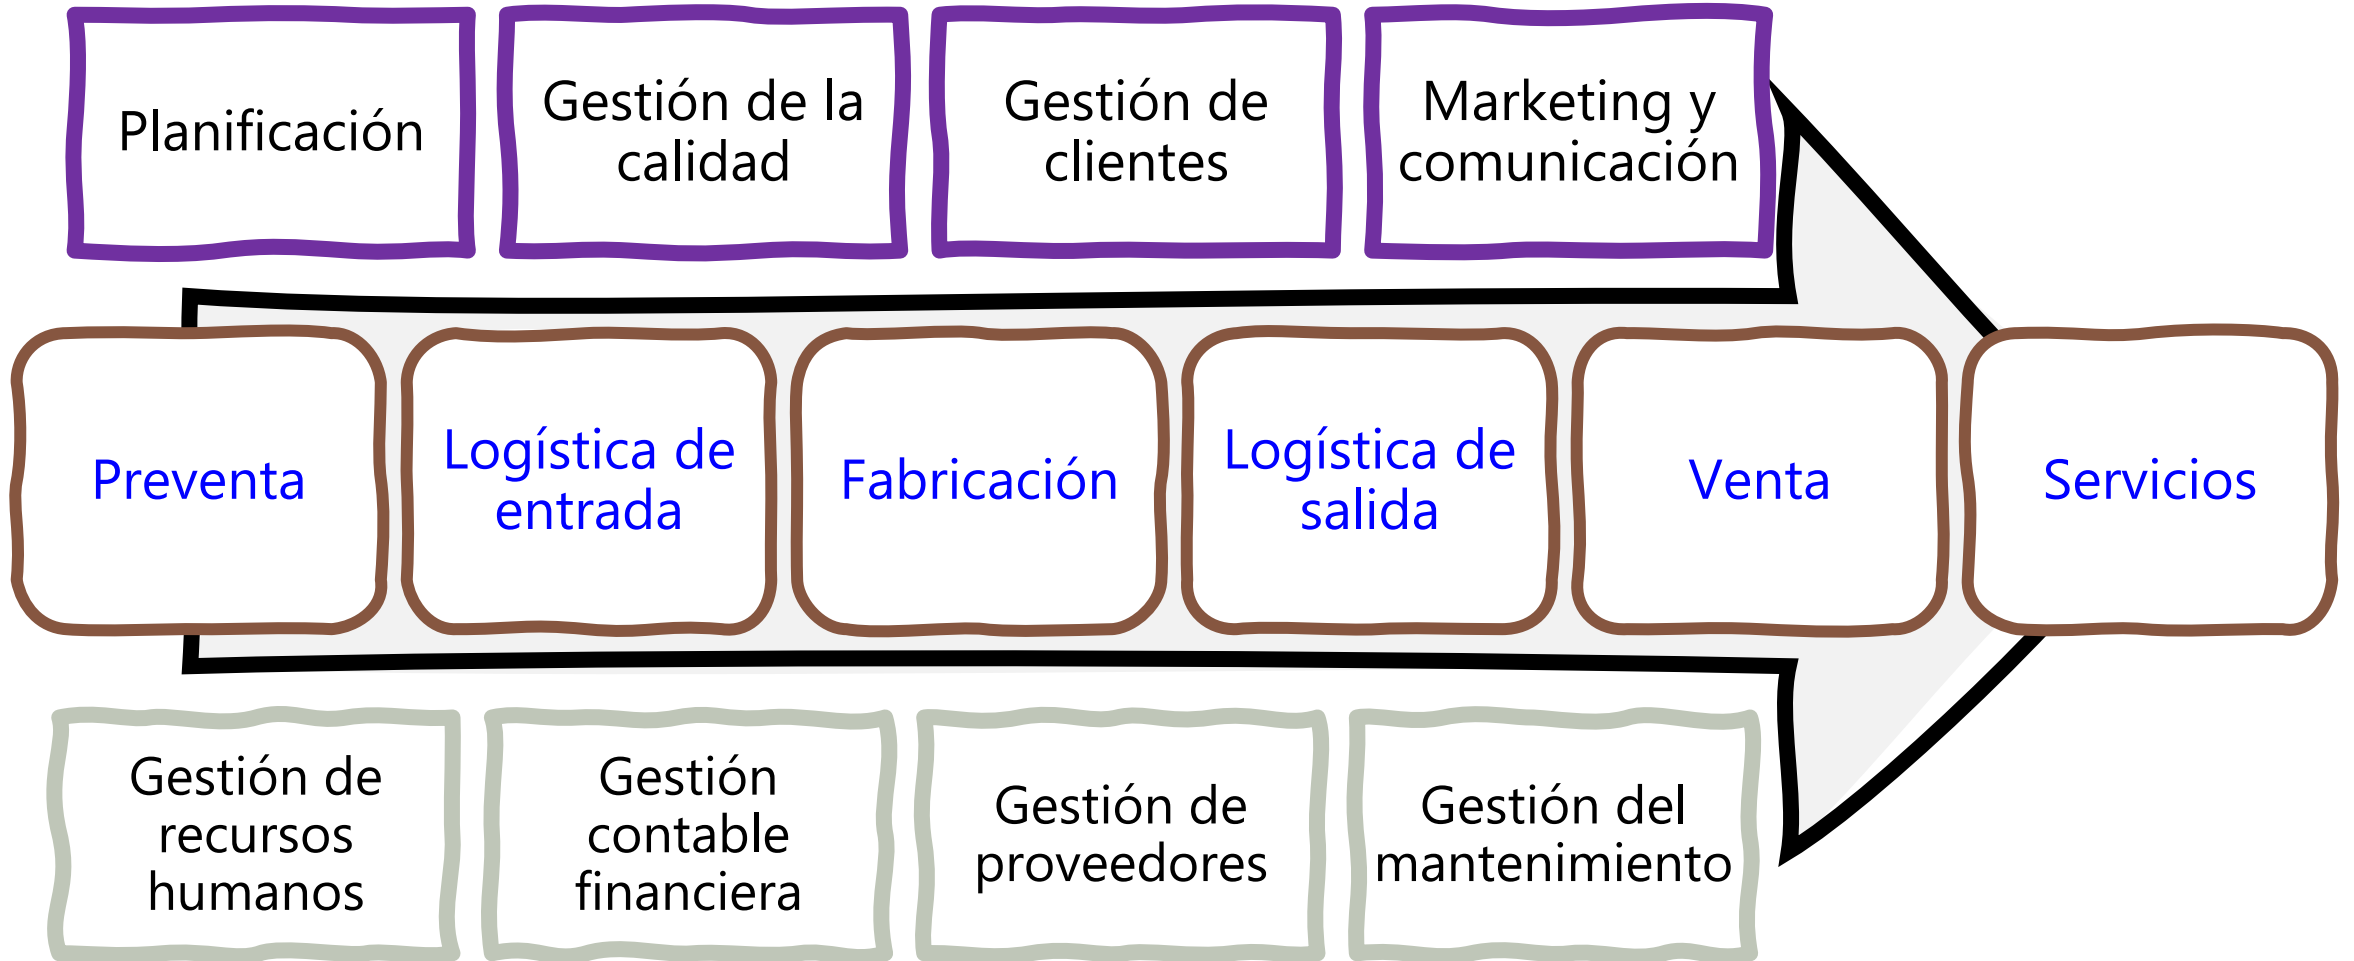 Planificación
Gestión de la
calidad
Gestión de
clientes
Marketing y
comunicación
Preventa
Logística de
entrada
Fabricación
Logística de
salida
Venta
Servicios
Gestión de
recursos
humanos
Gestión
contable
financiera
Gestión de
proveedores
Gestión del
mantenimiento